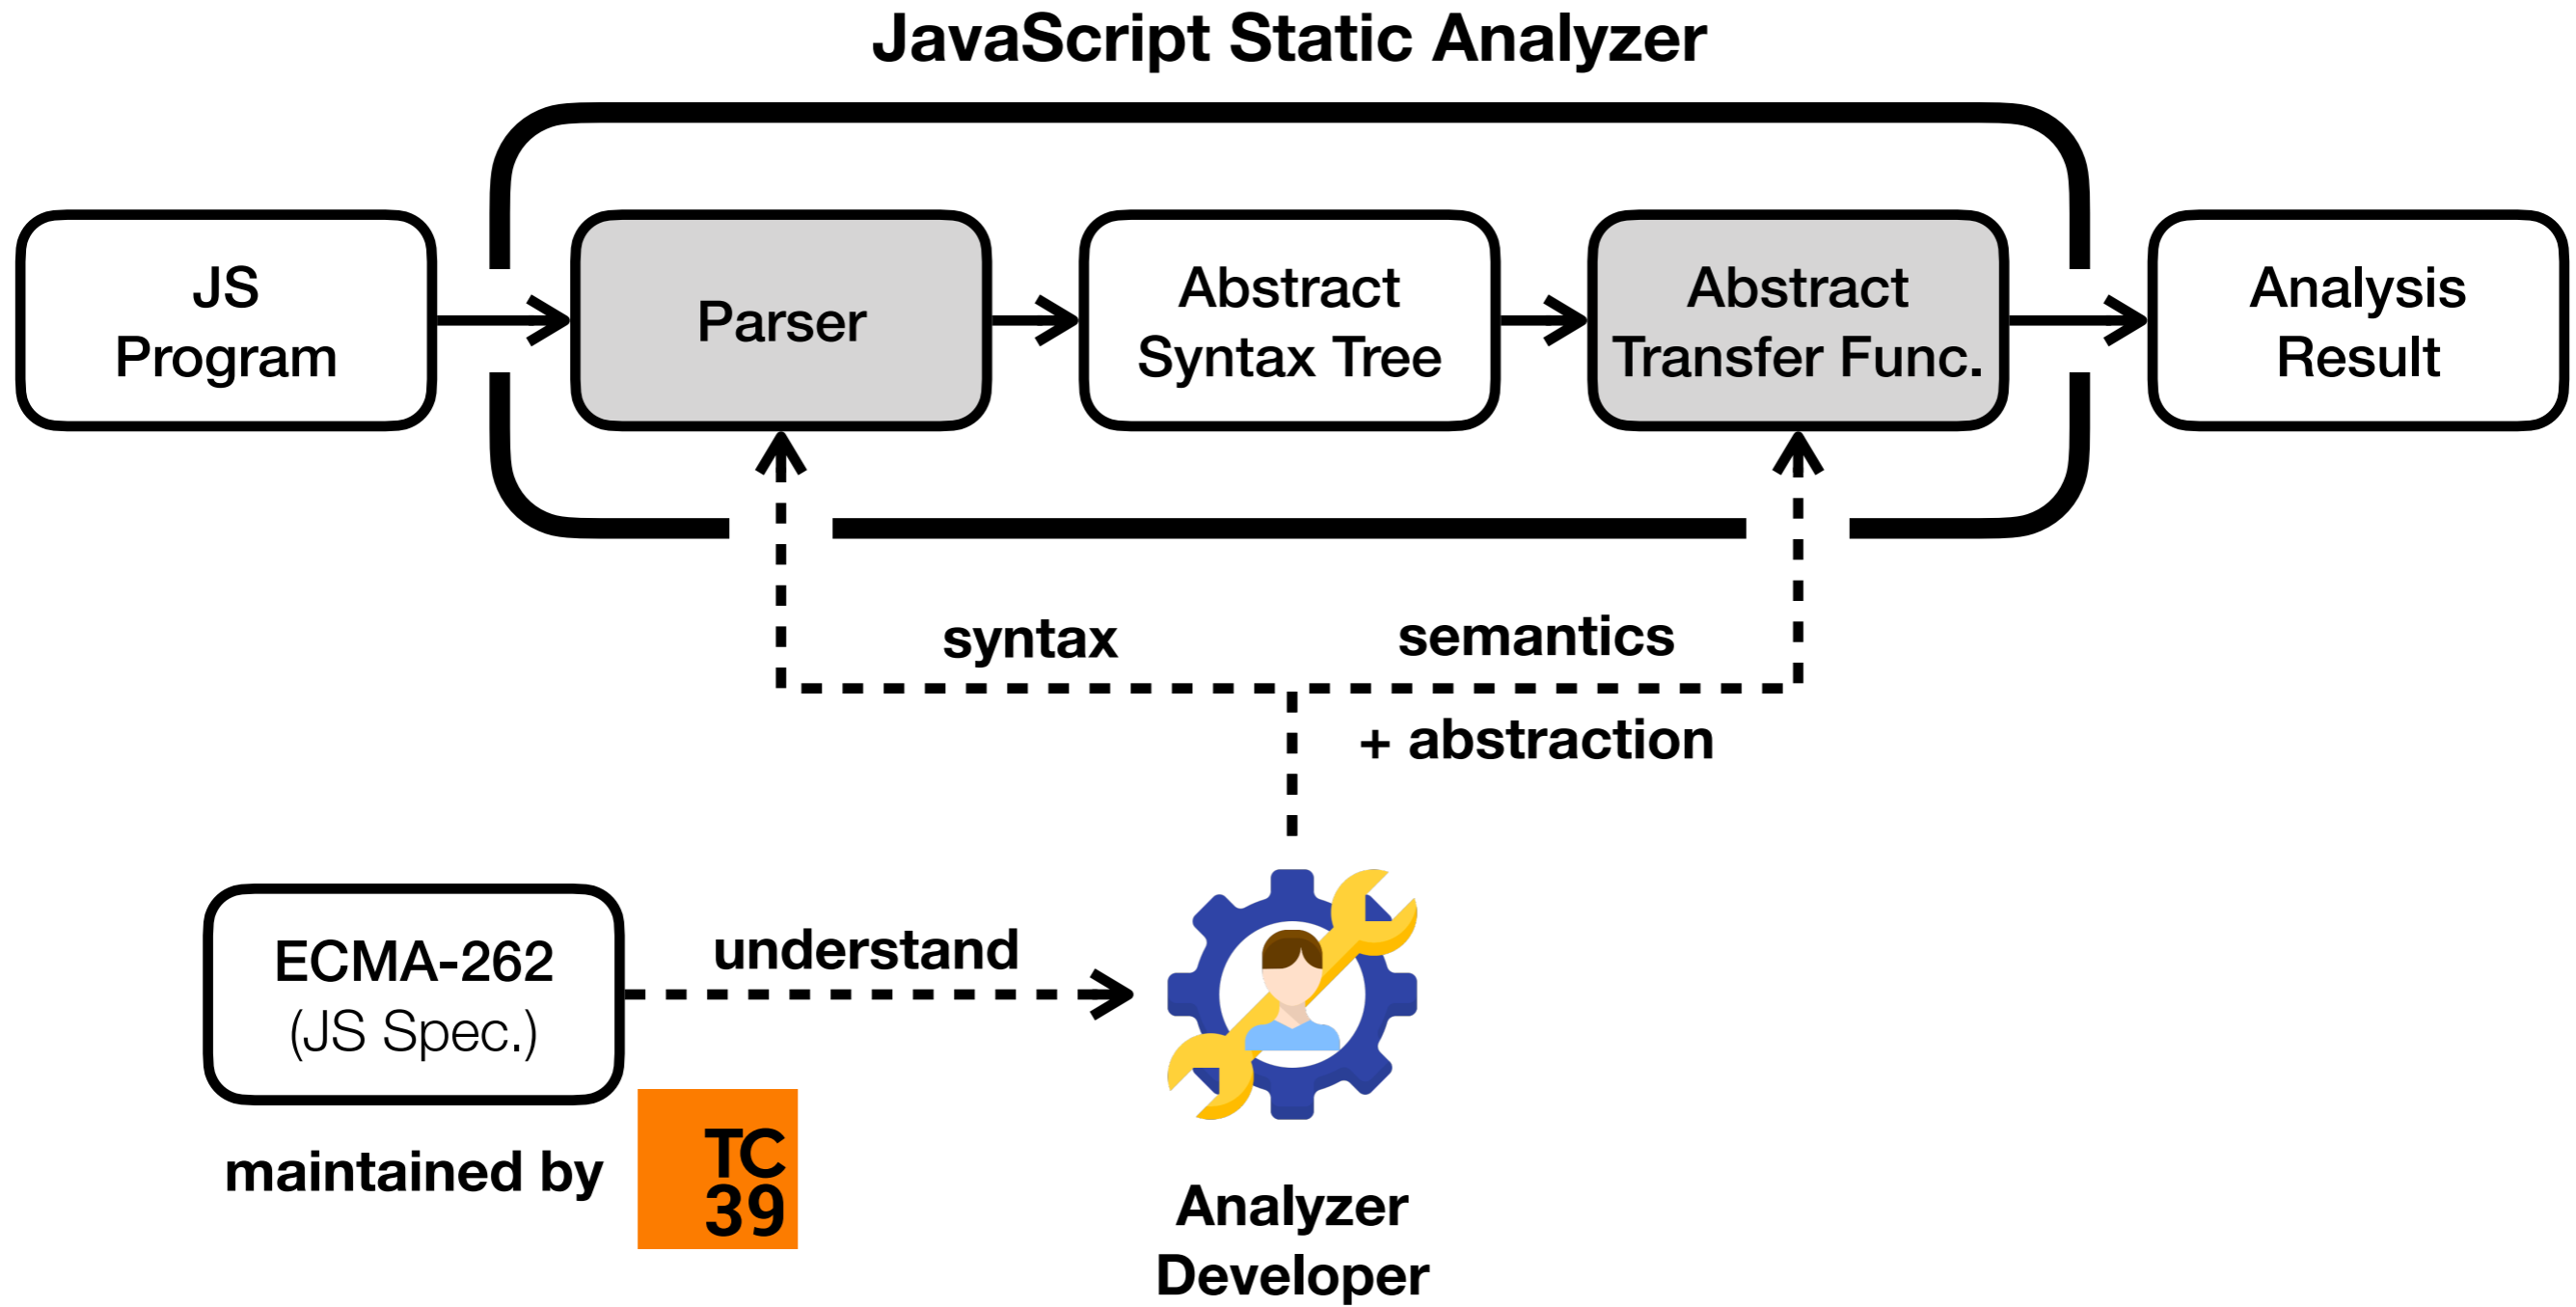 JavaScript Static Analyzer
JS
Program
Parser
Abstract
Syntax Tree
Abstract
Transfer Func.
Analysis
Result
syntax
semantics
+ abstraction
ECMA-262
(JS Spec.)
understand
maintained by
TC
39
Analyzer
Developer